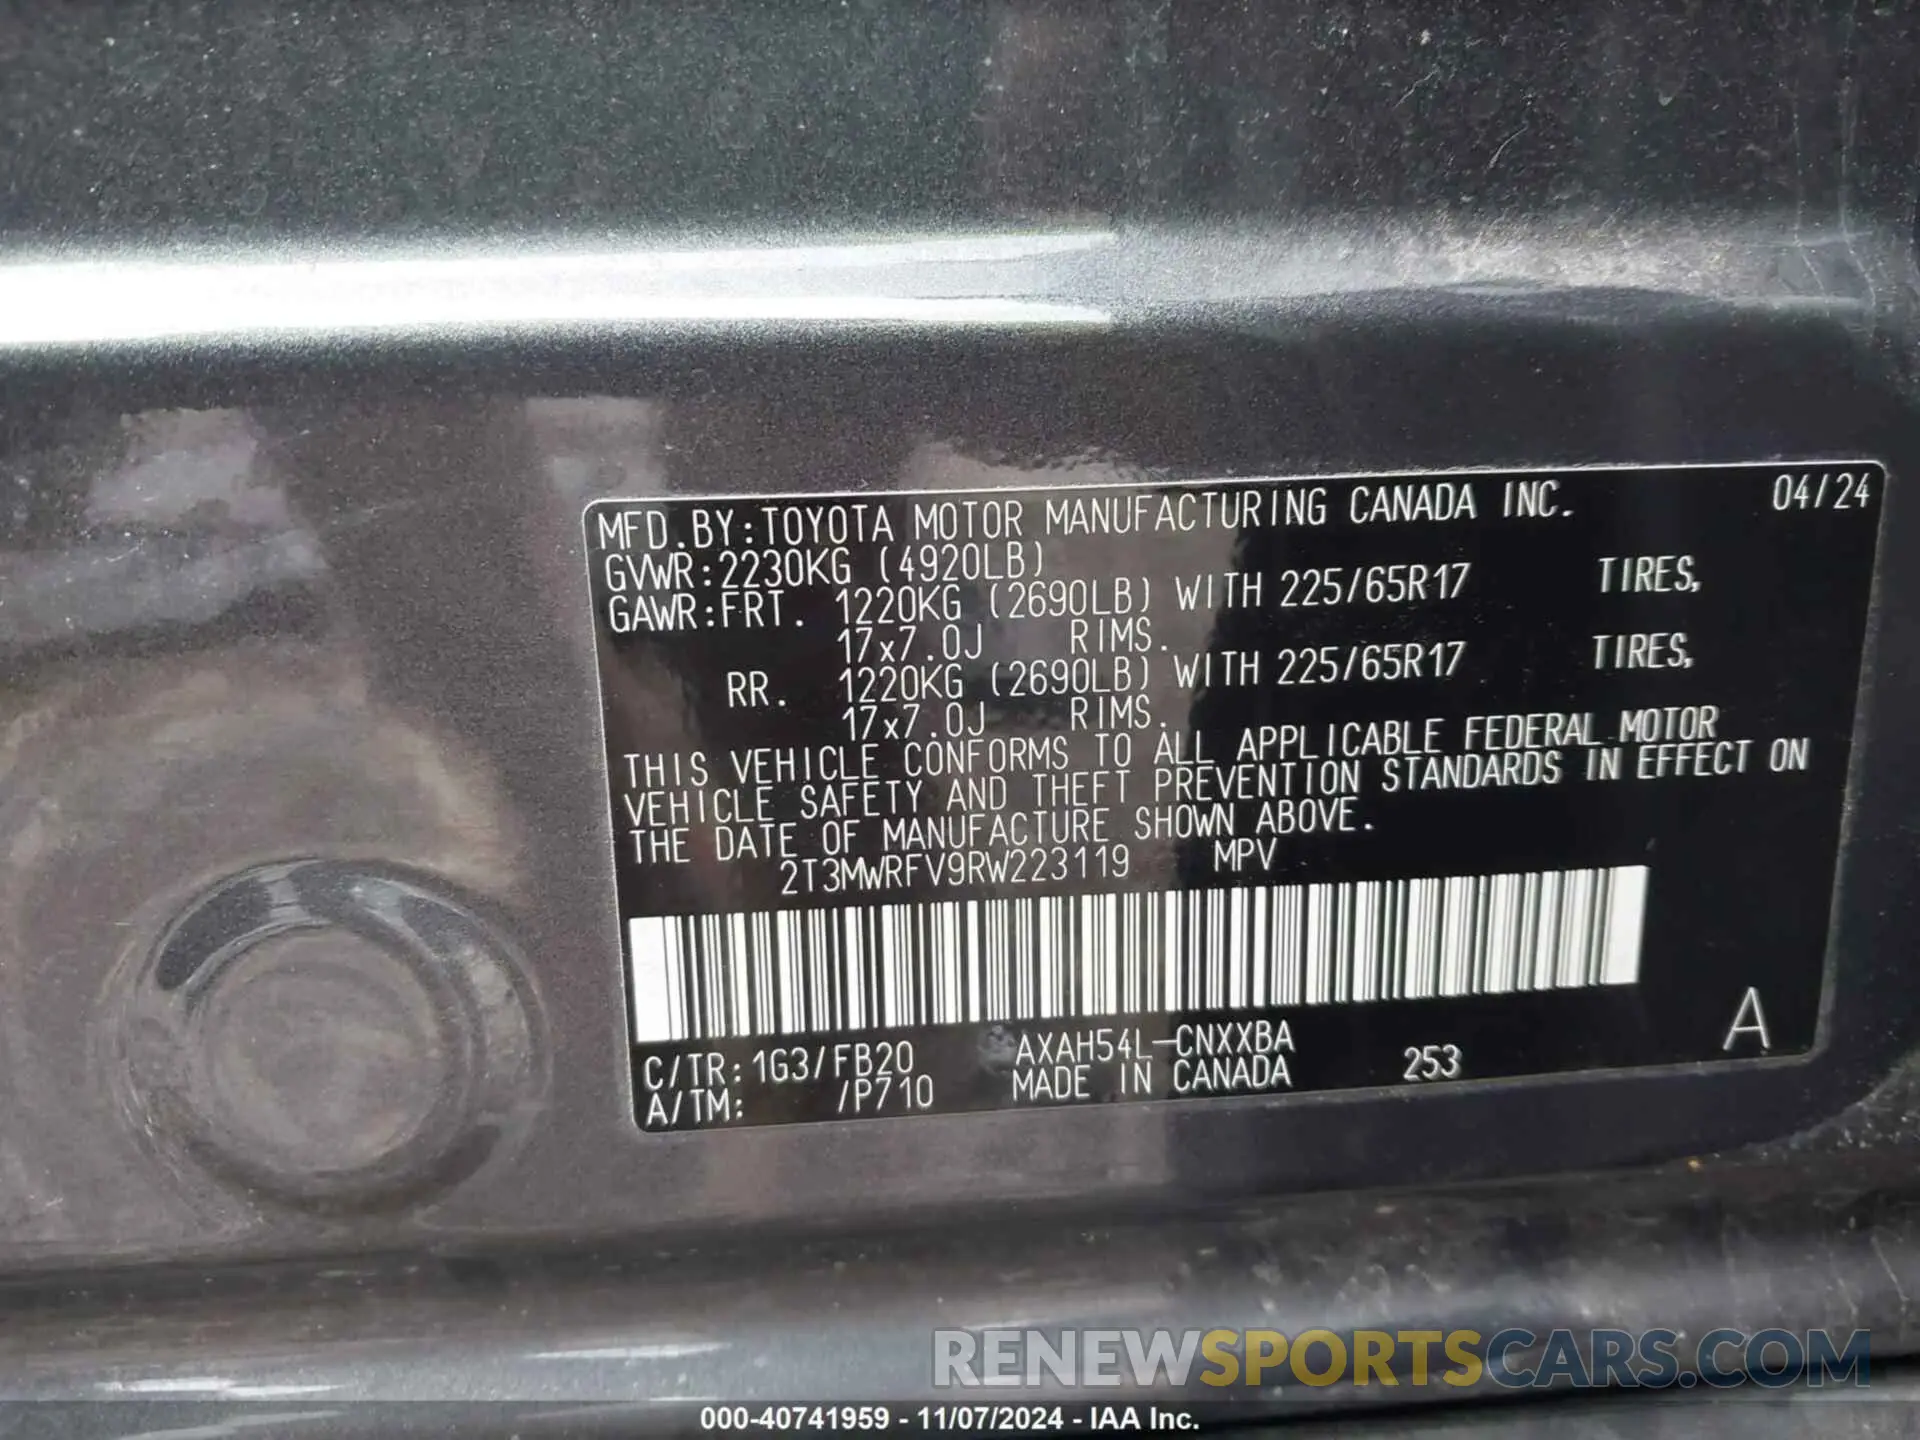 MFD.BY:TOYOTA MOTOR MANUFACTURING CANADA INC. 04/24
GVWR:2230KG (4920LB)
GAWR:FRT. 1220KG (2690LB) WITH 225/65R17 TIRES,
17x7.0J RIMS.
RR. 1220KG (2690LB) WITH 225/65R17 TIRES,
17x7.0J RIMS.
THIS VEHICLE CONFORMS TO ALL APPLICABLE FEDERAL MOTOR
VEHICLE SAFETY AND THEFT PREVENTION STANDARDS IN EFFECT ON
THE DATE OF MANUFACTURE SHOWN ABOVE.
2T3MWRFV9RW223119 MPV
C/TR:1G3/FB20 AXAH54L-CNXXBA
A/TM: /P710 MADE IN CANADA 253 A
RENEWSPORTSCARS.COM
000-40741959 - 11/07/2024 - IAA Inc.